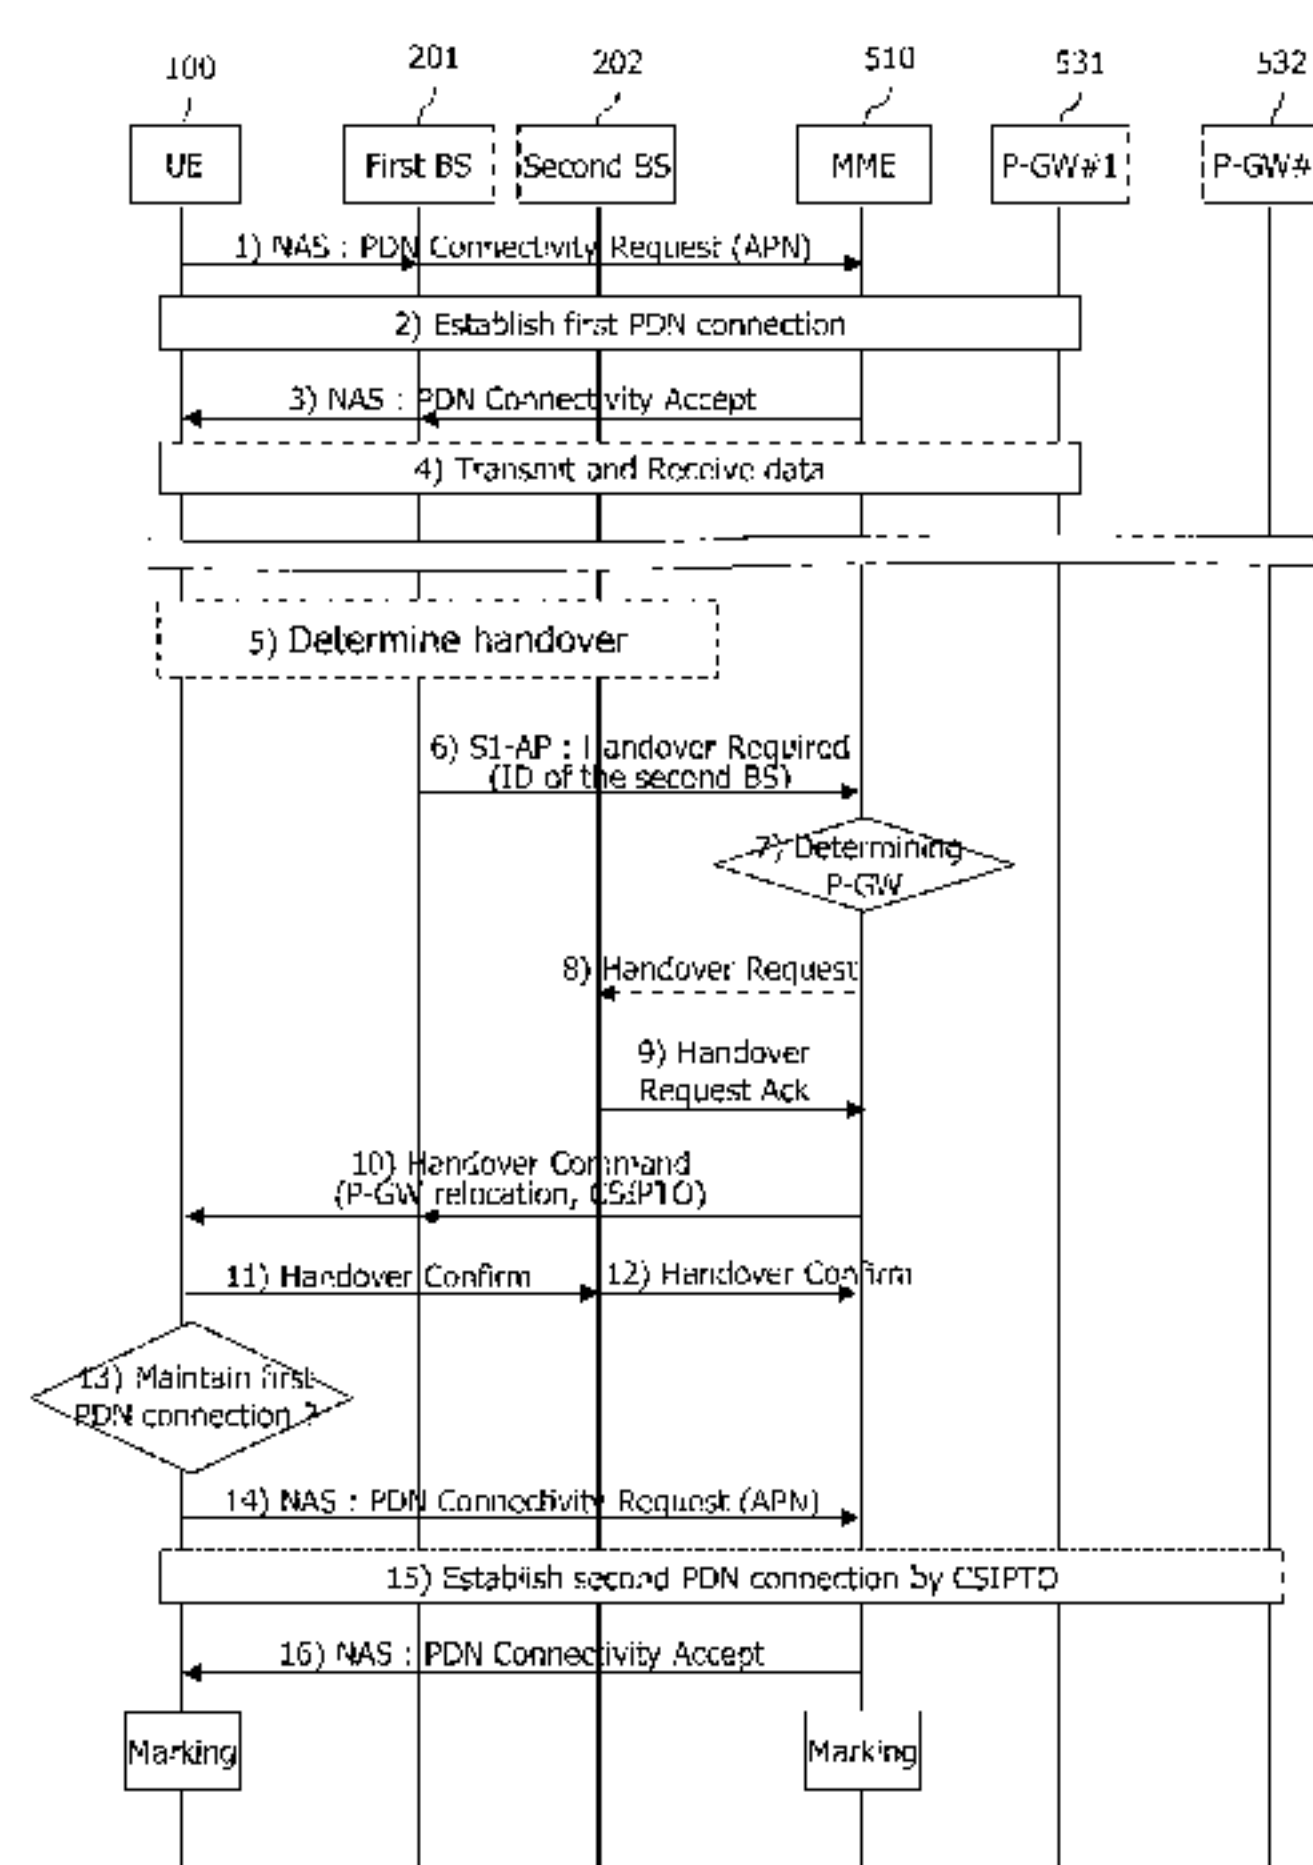 100
201
202
510
531
532
UE
First BS
Second BS
MME
P-GW#1
P-GW#
1) NAS : PDN Connectivity Request (APN)
2) Establish first PDN connection
3) NAS : PDN Connectivity Accept
4) Transmit and Receive data
5) Determine handover
6) S1-AP : Handover Required
(ID of the second BS)
7) Determining
P-GW
8) Handover Request
9) Handover
Request Ack
10) Handover Command
(P-GW relocation, CSIPTO)
11) Handover Confirm
12) Handover Confirm
13) Maintain first
PDN connection ?
14) NAS : PDN Connectivity Request (APN)
15) Establish second PDN connection by CSIPTO
16) NAS : PDN Connectivity Accept
Marking
Marking